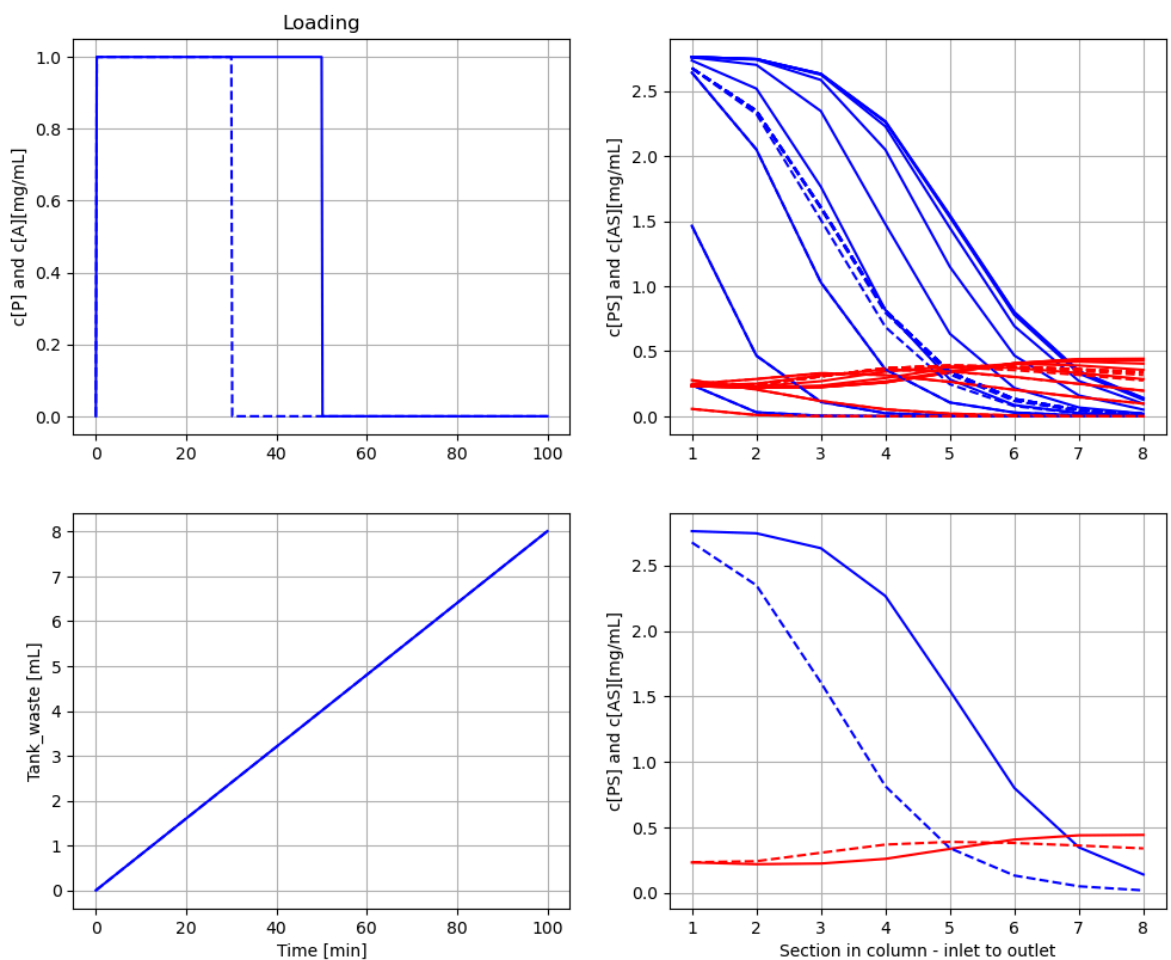 Loading
c[P] and c[A][mg/mL]
1.0
0.8
0.6
0.4
0.2
0.0
0 20 40 60 80 100
c[PS] and c[AS][mg/mL]
2.5
2.0
1.5
1.0
0.5
0.0
1 2 3 4 5 6 7 8
Tank_waste [mL]
8
7
6
5
4
3
2
1
0
0 20 40 60 80 100
Time [min]
c[PS] and c[AS][mg/mL]
2.5
2.0
1.5
1.0
0.5
0.0
1 2 3 4 5 6 7 8
Section in column - inlet to outlet